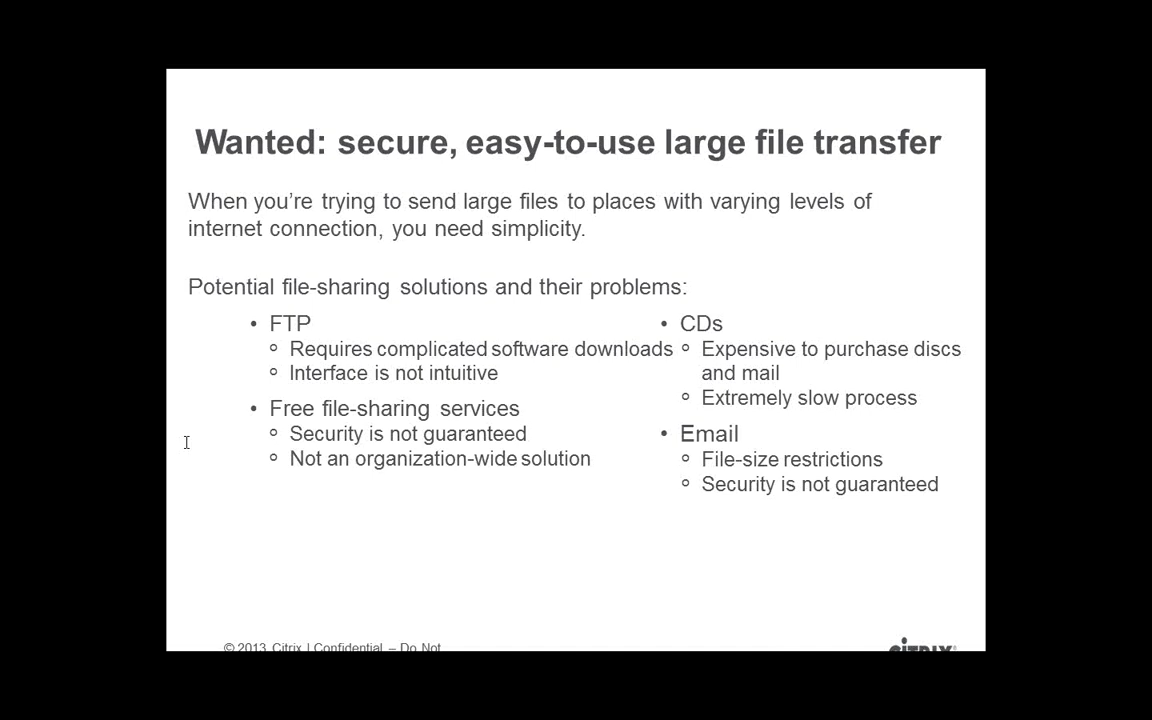 Wanted: secure, easy-to-use large file transfer
When you’re trying to send large files to places with varying levels of
internet connection, you need simplicity.
Potential file-sharing solutions and their problems:
• FTP
○ Requires complicated software downloads
○ Interface is not intuitive
• Free file-sharing services
○ Security is not guaranteed
○ Not an organization-wide solution
• CDs
○ Expensive to purchase discs
and mail
○ Extremely slow process
• Email
○ File-size restrictions
○ Security is not guaranteed
© 2013 Citrix | Confidential – Do Not
CITRIX®